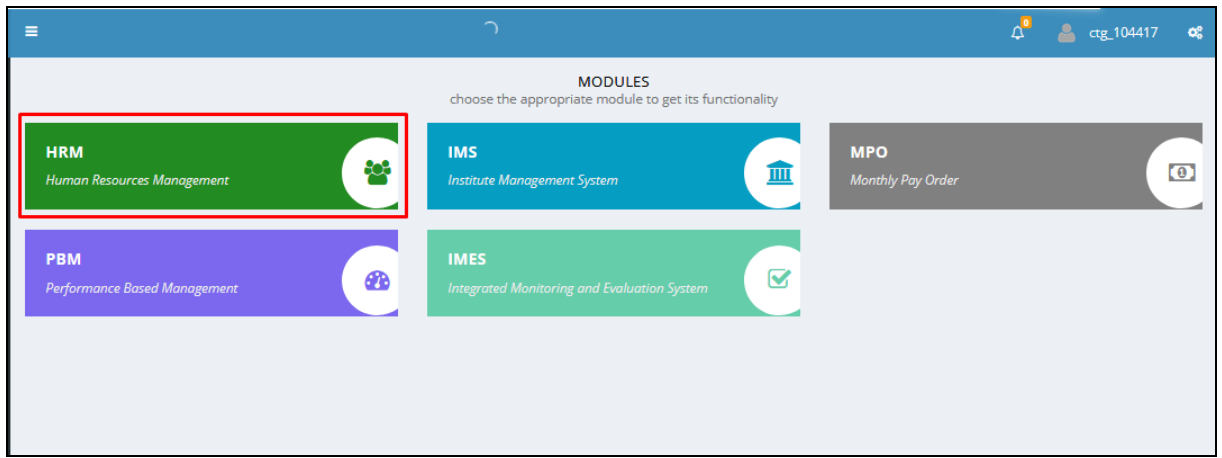 0
ctg_104417
MODULES
choose the appropriate module to get its functionality
HRM
Human Resources Management
IMS
Institute Management System
MPO
Monthly Pay Order
PBM
Performance Based Management
IMES
Integrated Monitoring and Evaluation System